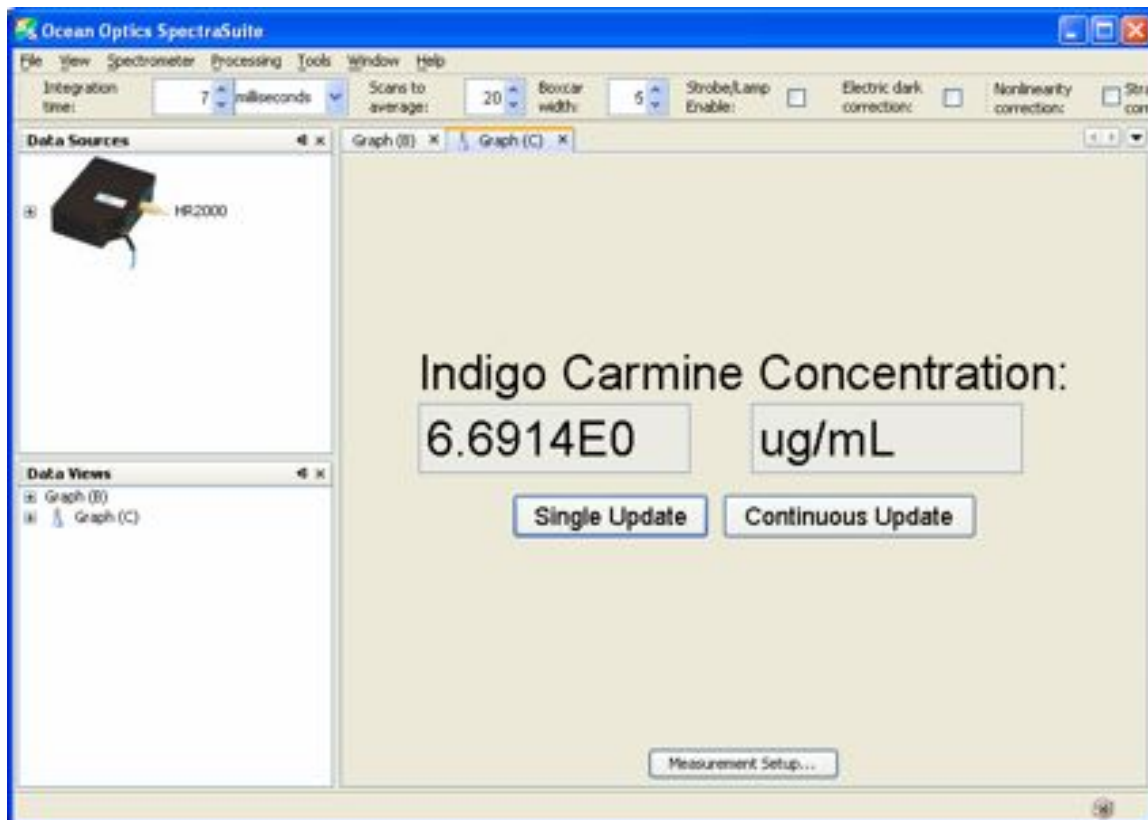 Ocean Optics SpectraSuite
File View Spectrometer Processing Tools Window Help
Integration time: 7 milliseconds Scans to average: 20 Boxcar width: 5 Strobe/Lamp Enable: Electric dark correction: Nonlinearity correction: Stra con
Data Sources
Graph (B) Graph (C)
HR2000
Indigo Carmine Concentration:
6.6914E0 ug/mL
Data Views
Graph (B)
Graph (C)
Single Update Continuous Update
Measurement Setup...